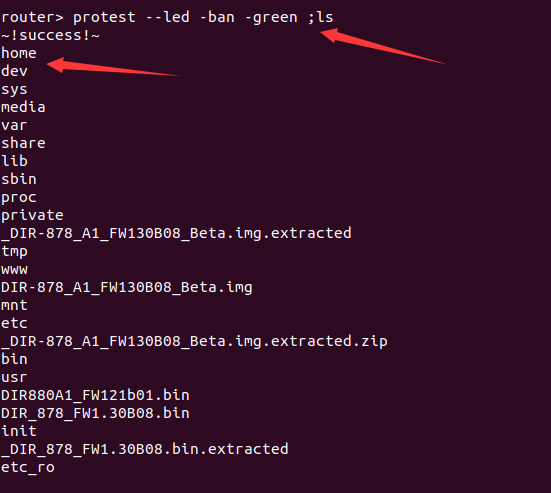 router> protest --led -ban -green ;ls
~!success!~
home
dev
sys
media
var
share
lib
sbin
proc
private
_DIR-878_A1_FW130B08_Beta.img.extracted
tmp
www
DIR-878_A1_FW130B08_Beta.img
mnt
etc
_DIR-878_A1_FW130B08_Beta.img.extracted.zip
bin
usr
DIR880A1_FW121b01.bin
DIR_878_FW1.30B08.bin
init
_DIR_878_FW1.30B08.bin.extracted
etc_ro